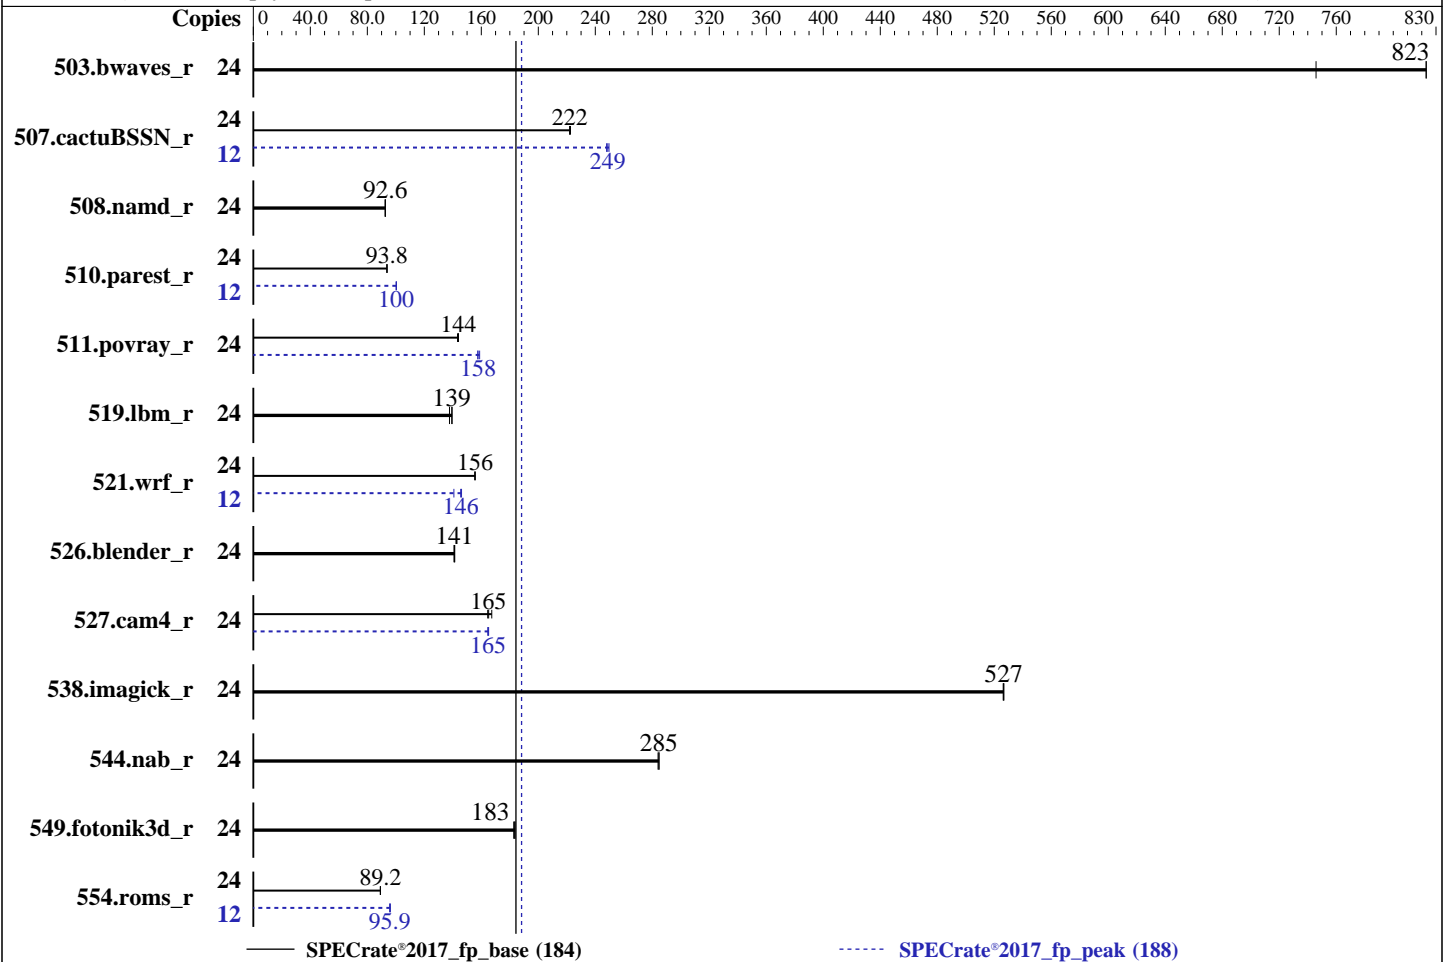 Copies 0 40.0 80.0 120 160 200 240 280 320 360 400 440 480 520 560 600 640 680 720 760 830
503.bwaves_r 24 823
507.cactuBSSN_r 24 222
12 249
508.namd_r 24 92.6
510.parest_r 24 93.8
12 100
511.povray_r 24 144
158
519.lbm_r 24 139
521.wrf_r 24 156
12 146
526.blender_r 24 141
527.cam4_r 24 165
165
538.imagick_r 24 527
544.nab_r 24 285
549.fotonik3d_r 24 183
554.roms_r 24 89.2
12 95.9
SPECrate®2017_fp_base (184) SPECrate®2017_fp_peak (188)